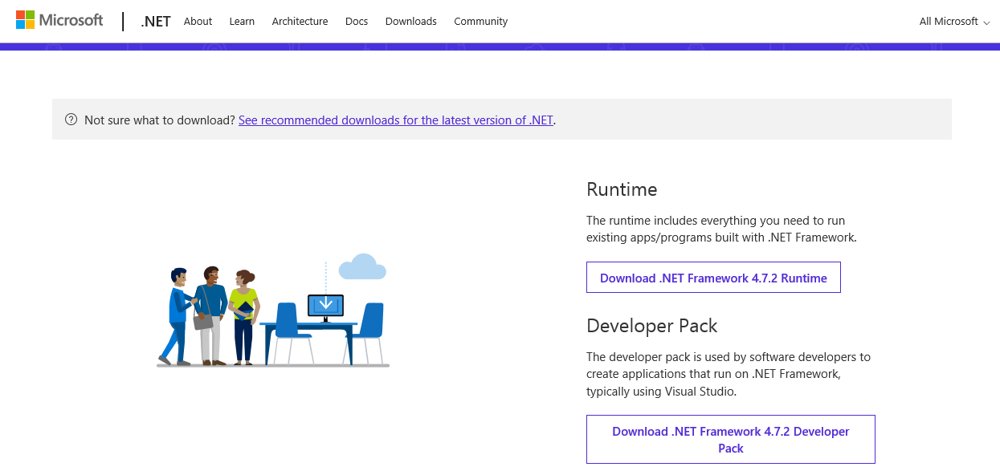 Microsoft .NET About Learn Architecture Docs Downloads Community All Microsoft
Not sure what to download? See recommended downloads for the latest version of .NET.
Runtime
The runtime includes everything you need to run
existing apps/programs built with .NET Framework.
Download .NET Framework 4.7.2 Runtime
Developer Pack
The developer pack is used by software developers to
create applications that run on .NET Framework,
typically using Visual Studio.
Download .NET Framework 4.7.2 Developer
Pack